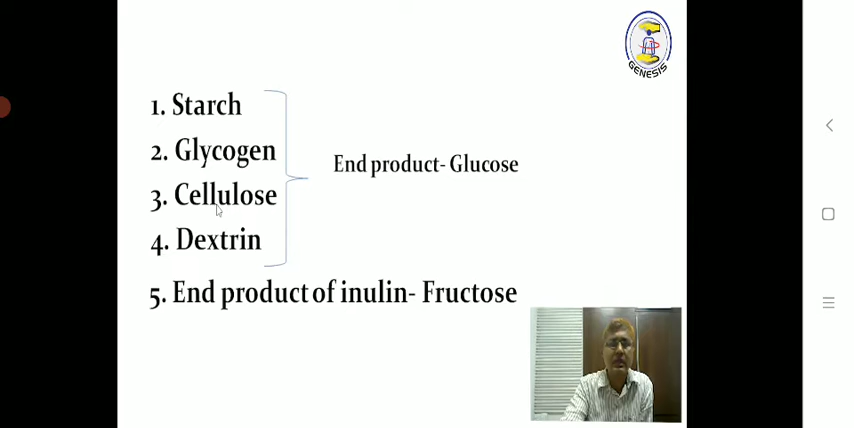 GENESIS
1. Starch
2. Glycogen
3. Cellulose
4. Dextrin
End product- Glucose
5. End product of inulin- Fructose